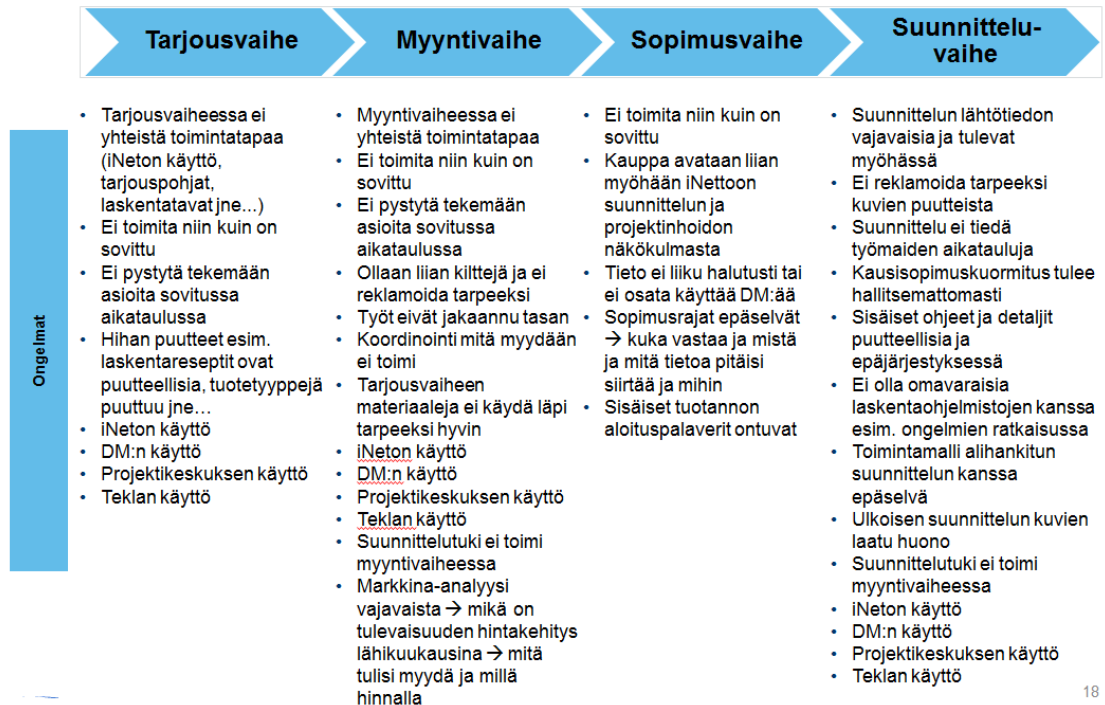 Tarjousvaihe
Myyntivaihe
Sopimusvaihe
Suunnittelu-
vaihe
Ongelmat
• Tarjousvaiheessa ei
yhteistä toimintatapaa
(iNeton käyttö,
tarjouspohjat,
laskentatavat jne...)
• Ei toimita niin kuin on
sovittu
• Ei pystytä tekemään
asioita sovitussa
aikataulussa
• Hihan puutteet esim.
laskentareseptit ovat
puutteellisia, tuotetyyppejä
puuttuu jne…
• iNeton käyttö
• DM:n käyttö
• Projektikeskuksen käyttö
• Teklan käyttö
• Myyntivaiheessa ei
yhteistä toimintatapaa
• Ei toimita niin kuin on
sovittu
• Ei pystytä tekemään
asioita sovitussa
aikataulussa
• Ollaan liian kilttejä ja ei
reklamoida tarpeeksi
• Työt eivät jakaannu tasan
• Koordinointi mitä myydään
ei toimi
• Tarjousvaiheen
materiaaleja ei käydä läpi
tarpeeksi hyvin
• iNeton käyttö
• DM:n käyttö
• Projektikeskuksen käyttö
• Teklan käyttö
• Suunnittelutuki ei toimi
myyntivaiheessa
• Markkina-analyysi
vajavaista → mikä on
tulevaisuuden hintakehitys
lähikuukausina → mitä
tulisi myydä ja millä
hinnalla
• Ei toimita niin kuin on
sovittu
• Kauppa avataan liian
myöhään iNettoon
suunnittelun ja
projektinhoidon
näkökulmasta
• Tieto ei liiku halutusti tai
ei osata käyttää DM:ää
• Sopimusrajat epäselvät
→ kuka vastaa ja mistä
ja mitä tietoa pitäisi
siirtää ja mihin
• Sisäiset tuotannon
aloituspalaverit ontuvat
• Suunnittelun lähtötiedon
vajavaisia ja tulevat
myöhässä
• Ei reklamoida tarpeeksi
kuvien puutteista
• Suunnittelu ei tiedä
työmaiden aikatauluja
• Kausisopimuskuormitus tulee
hallitsemattomasti
• Sisäiset ohjeet ja detaljit
puutteellisia ja
epäjärjestyksessä
• Ei olla omavaraisia
laskentaohjelmistojen kanssa
esim. ongelmien ratkaisussa
• Toimintamalli alihankitun
suunnittelun kanssa
epäselvä
• Ulkoisen suunnittelun kuvien
laatu huono
• Suunnittelutuki ei toimi
myyntivaiheessa
• iNeton käyttö
• DM:n käyttö
• Projektikeskuksen käyttö
• Teklan käyttö
18